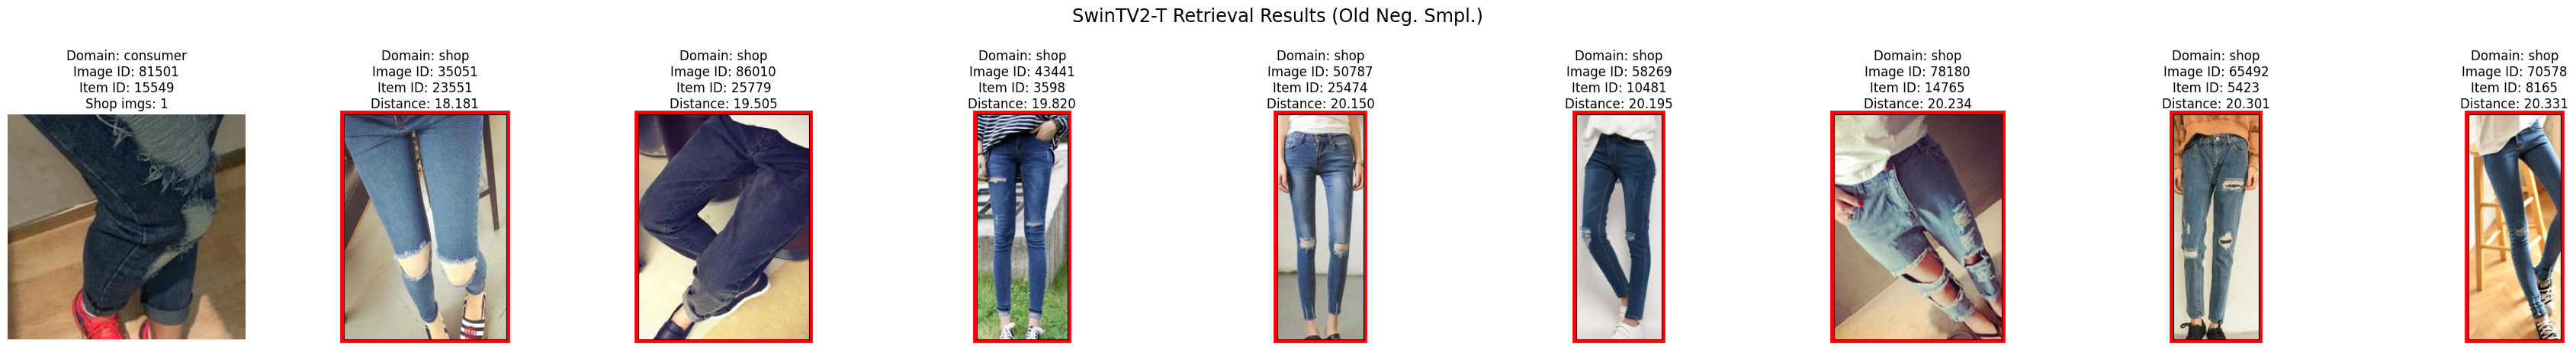 SwinTV2-T Retrieval Results (Old Neg. Smpl.)
Domain: consumer
Image ID: 81501
Item ID: 15549
Shop imgs: 1
Domain: shop
Image ID: 35051
Item ID: 23551
Distance: 18.181
Domain: shop
Image ID: 86010
Item ID: 25779
Distance: 19.505
Domain: shop
Image ID: 43441
Item ID: 3598
Distance: 19.820
Domain: shop
Image ID: 50787
Item ID: 25474
Distance: 20.150
Domain: shop
Image ID: 58269
Item ID: 10481
Distance: 20.195
Domain: shop
Image ID: 78180
Item ID: 14765
Distance: 20.234
Domain: shop
Image ID: 65492
Item ID: 5423
Distance: 20.301
Domain: shop
Image ID: 70578
Item ID: 8165
Distance: 20.331